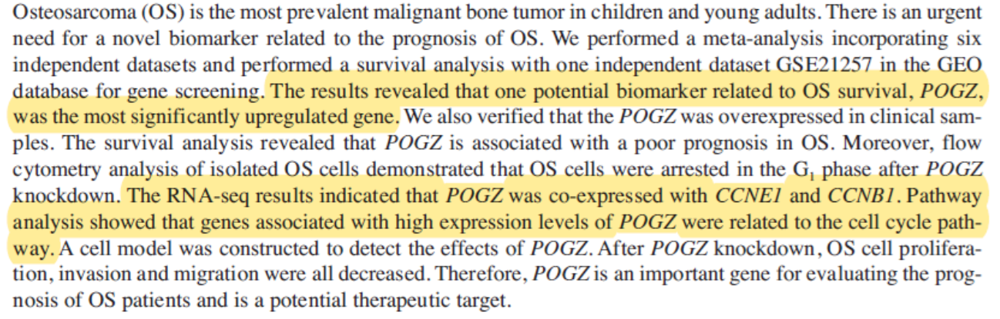 Osteosarcoma (OS) is the most prevalent malignant bone tumor in children and young adults. There is an urgent
need for a novel biomarker related to the prognosis of OS. We performed a meta-analysis incorporating six
independent datasets and performed a survival analysis with one independent dataset GSE21257 in the GEO
database for gene screening. The results revealed that one potential biomarker related to OS survival, POGZ,
was the most significantly upregulated gene. We also verified that the POGZ was overexpressed in clinical sam-
ples. The survival analysis revealed that POGZ is associated with a poor prognosis in OS. Moreover, flow
cytometry analysis of isolated OS cells demonstrated that OS cells were arrested in the G₁ phase after POGZ
knockdown. The RNA-seq results indicated that POGZ was co-expressed with CCNE1 and CCNB1. Pathway
analysis showed that genes associated with high expression levels of POGZ were related to the cell cycle path-
way. A cell model was constructed to detect the effects of POGZ. After POGZ knockdown, OS cell prolifera-
tion, invasion and migration were all decreased. Therefore, POGZ is an important gene for evaluating the prog-
nosis of OS patients and is a potential therapeutic target.